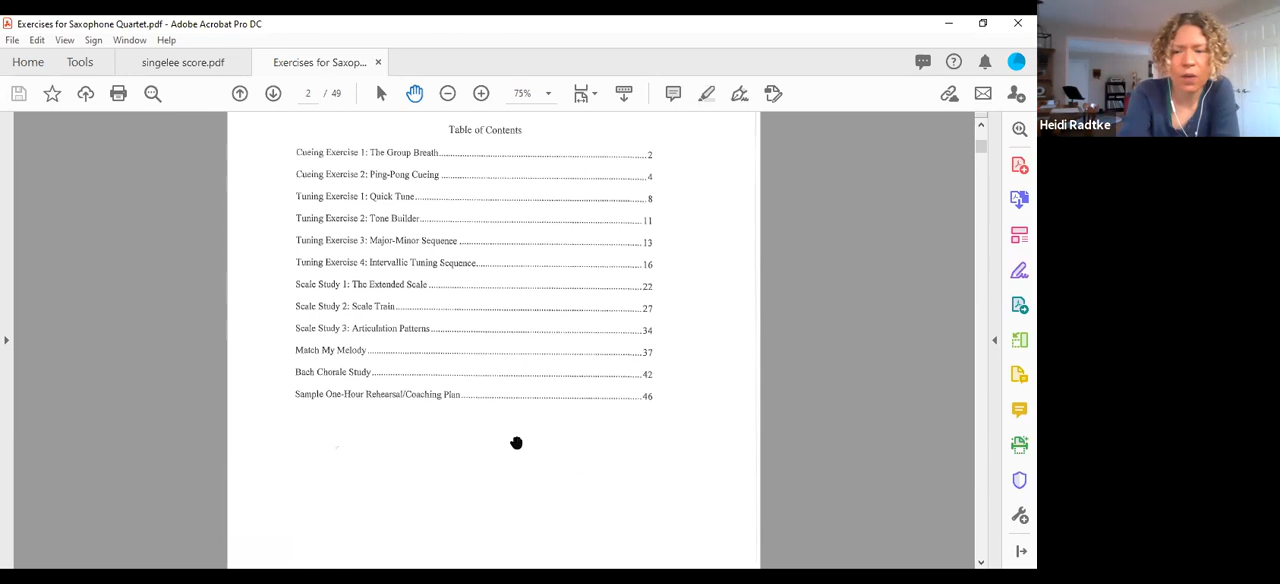 Exercises for Saxophone Quartet.pdf - Adobe Acrobat Pro DC
File Edit View Sign Window Help
Home Tools singelee score.pdf Exercises for Saxop... ×
2 / 49 75%
Heidi Radtke
Table of Contents
Cueing Exercise 1: The Group Breath 2
Cueing Exercise 2: Ping-Pong Cueing 4
Tuning Exercise 1: Quick Tune 8
Tuning Exercise 2: Tone Builder 11
Tuning Exercise 3: Major-Minor Sequence 13
Tuning Exercise 4: Intervallic Tuning Sequence 16
Scale Study 1: The Extended Scale 22
Scale Study 2: Scale Train 27
Scale Study 3: Articulation Patterns 34
Match My Melody 37
Bach Chorale Study 42
Sample One-Hour Rehearsal/Coaching Plan 46